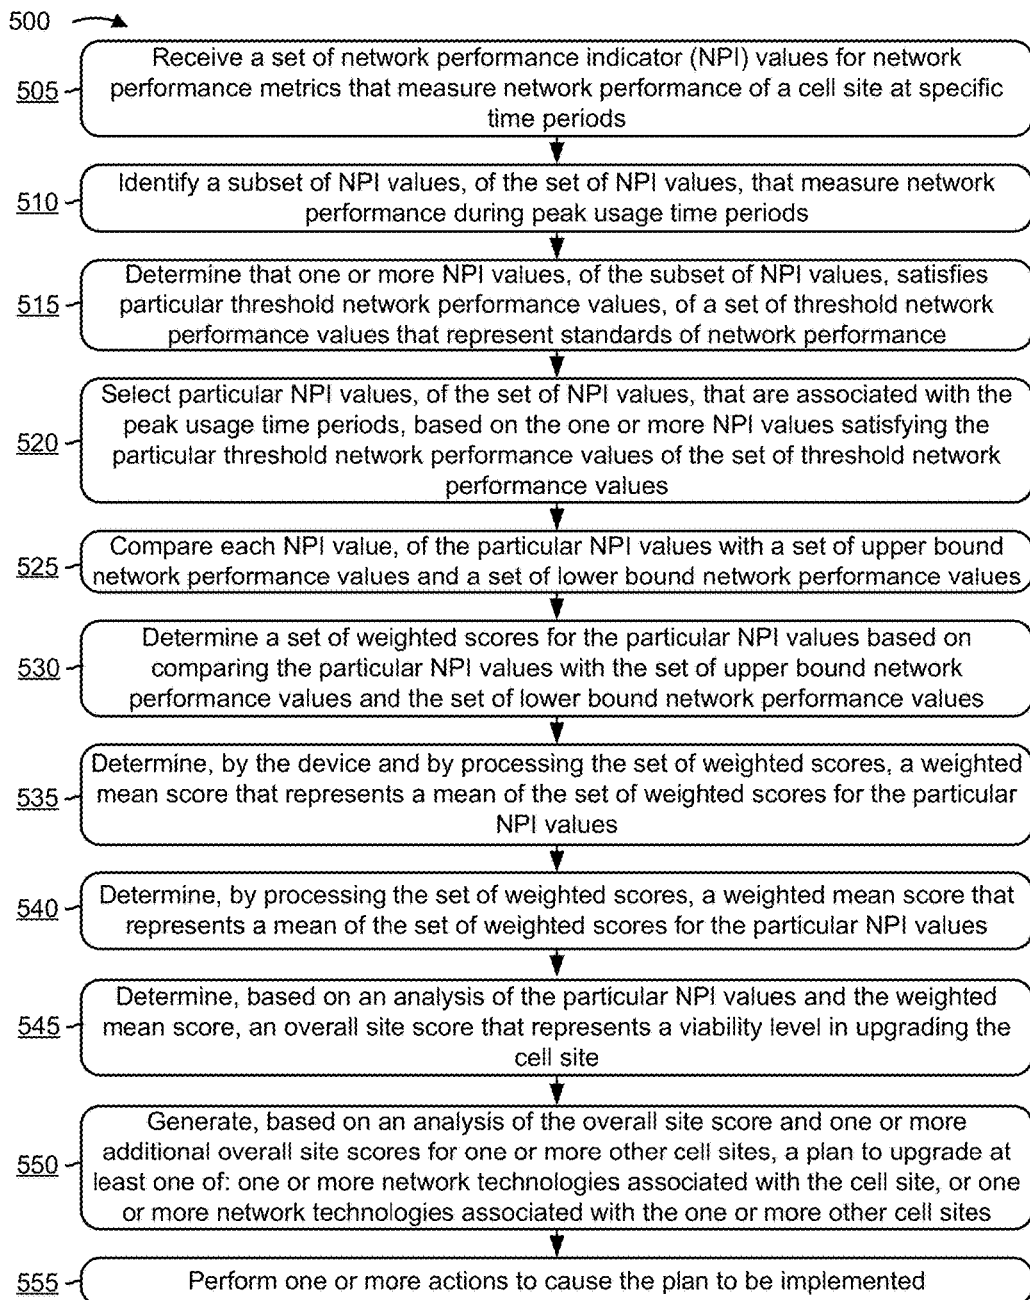 500
505
Receive a set of network performance indicator (NPI) values for network
performance metrics that measure network performance of a cell site at specific
time periods
510
Identify a subset of NPI values, of the set of NPI values, that measure network
performance during peak usage time periods
515
Determine that one or more NPI values, of the subset of NPI values, satisfies
particular threshold network performance values, of a set of threshold network
performance values that represent standards of network performance
520
Select particular NPI values, of the set of NPI values, that are associated with the
peak usage time periods, based on the one or more NPI values satisfying the
particular threshold network performance values of the set of threshold network
performance values
525
Compare each NPI value, of the particular NPI values with a set of upper bound
network performance values and a set of lower bound network performance values
530
Determine a set of weighted scores for the particular NPI values based on
comparing the particular NPI values with the set of upper bound network
performance values and the set of lower bound network performance values
535
Determine, by the device and by processing the set of weighted scores, a weighted
mean score that represents a mean of the set of weighted scores for the particular
NPI values
540
Determine, by processing the set of weighted scores, a weighted mean score that
represents a mean of the set of weighted scores for the particular NPI values
545
Determine, based on an analysis of the particular NPI values and the weighted
mean score, an overall site score that represents a viability level in upgrading the
cell site
550
Generate, based on an analysis of the overall site score and one or more
additional overall site scores for one or more other cell sites, a plan to upgrade at
least one of: one or more network technologies associated with the cell site, or one
or more network technologies associated with the one or more other cell sites
555
Perform one or more actions to cause the plan to be implemented